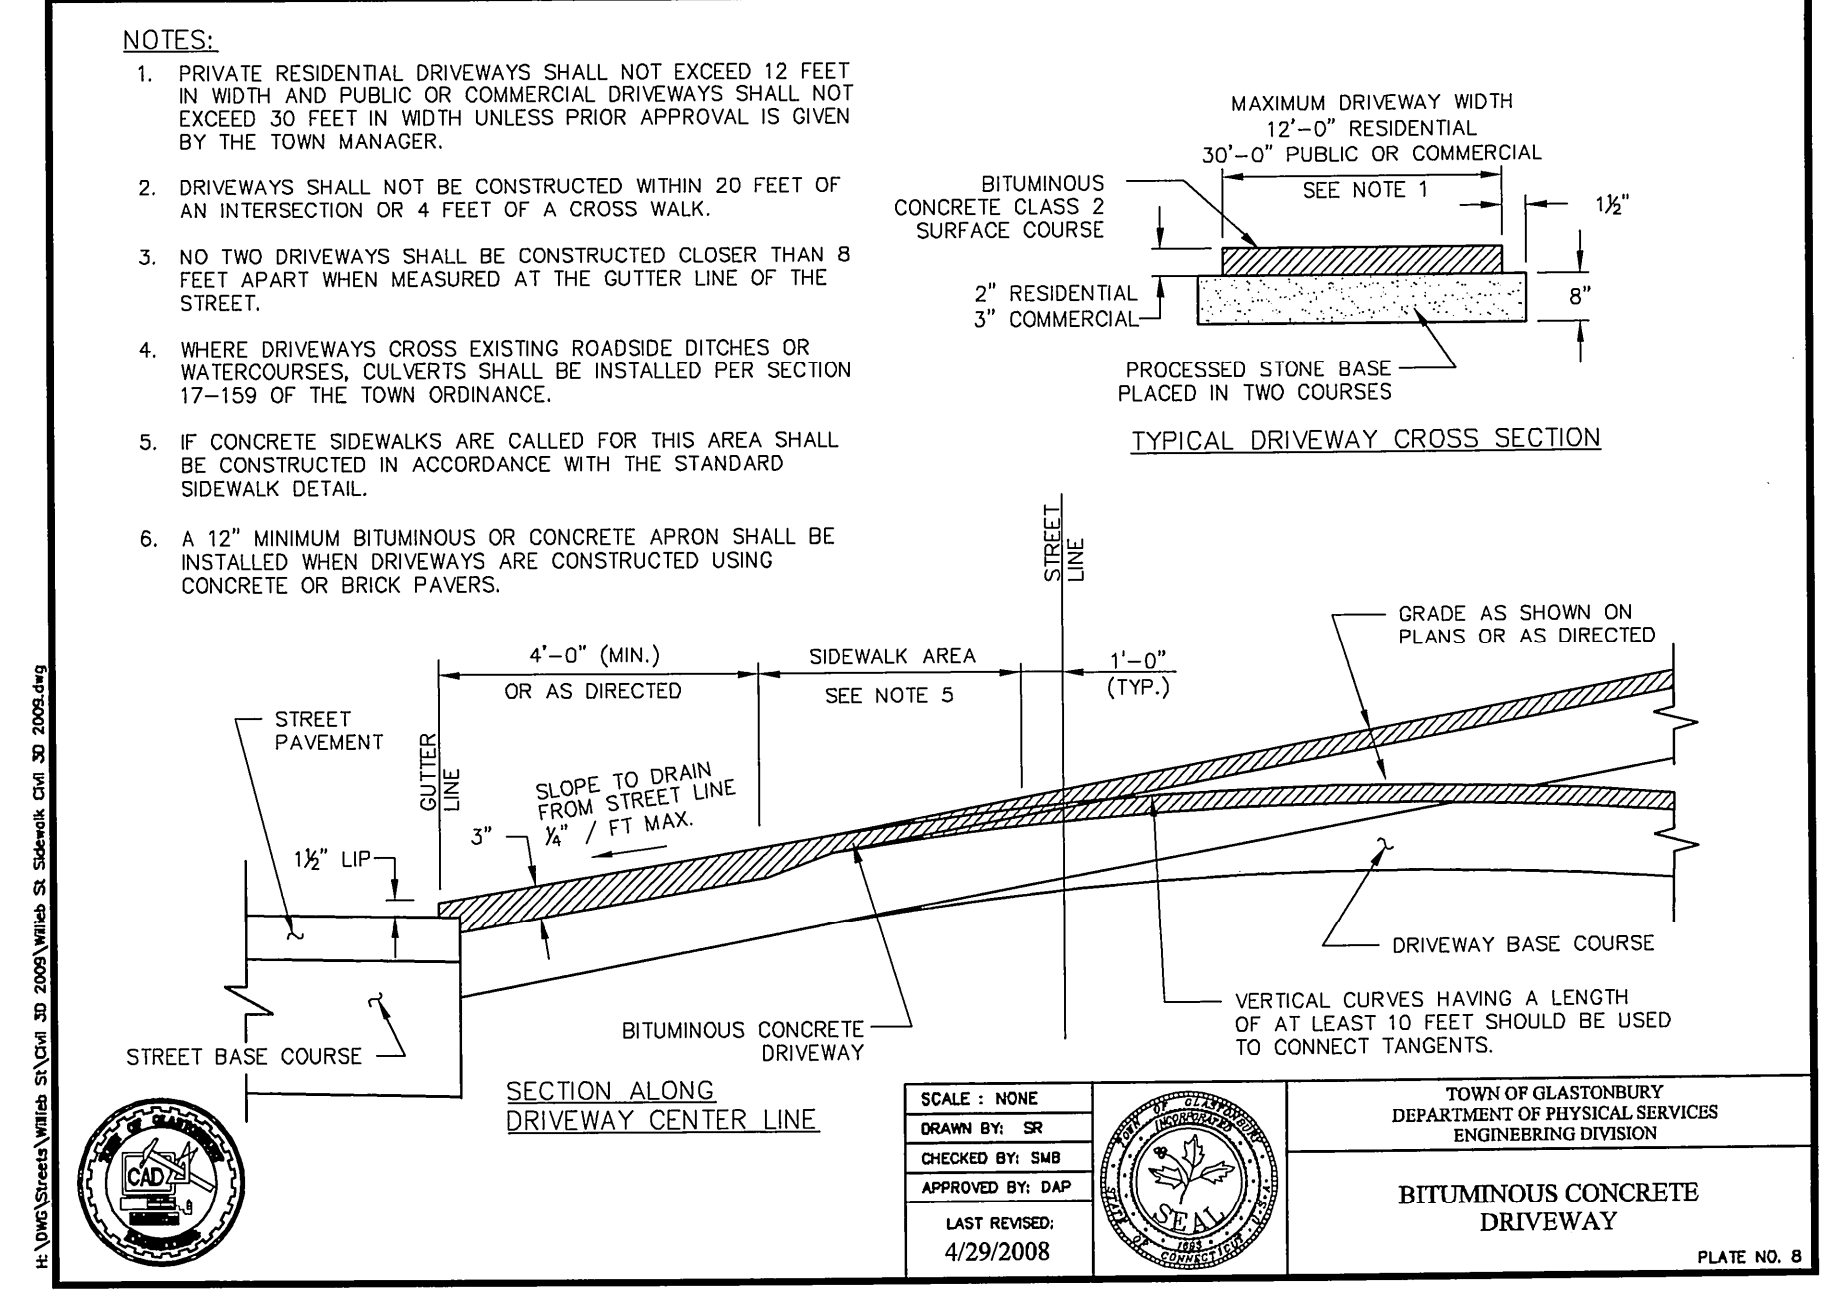 NOTES:
1. PRIVATE RESIDENTIAL DRIVEWAYS SHALL NOT EXCEED 12 FEET
IN WIDTH AND PUBLIC OR COMMERCIAL DRIVEWAYS SHALL NOT
EXCEED 30 FEET IN WIDTH UNLESS PRIOR APPROVAL IS GIVEN
BY THE TOWN MANAGER.
2. DRIVEWAYS SHALL NOT BE CONSTRUCTED WITHIN 20 FEET OF
AN INTERSECTION OR 4 FEET OF A CROSS WALK.
3. NO TWO DRIVEWAYS SHALL BE CONSTRUCTED CLOSER THAN 8
FEET APART WHEN MEASURED AT THE GUTTER LINE OF THE
STREET.
4. WHERE DRIVEWAYS CROSS EXISTING ROADSIDE DITCHES OR
WATERCOURSES, CULVERTS SHALL BE INSTALLED PER SECTION
17-159 OF THE TOWN ORDINANCE.
5. IF CONCRETE SIDEWALKS ARE CALLED FOR THIS AREA SHALL
BE CONSTRUCTED IN ACCORDANCE WITH THE STANDARD
SIDEWALK DETAIL.
6. A 12" MINIMUM BITUMINOUS OR CONCRETE APRON SHALL BE
INSTALLED WHEN DRIVEWAYS ARE CONSTRUCTED USING
CONCRETE OR BRICK PAVERS.
MAXIMUM DRIVEWAY WIDTH
12'-0" RESIDENTIAL
30'-0" PUBLIC OR COMMERCIAL
SEE NOTE 1
1½"
BITUMINOUS
CONCRETE CLASS 2
SURFACE COURSE
2" RESIDENTIAL
3" COMMERCIAL
8"
PROCESSED STONE BASE
PLACED IN TWO COURSES
TYPICAL DRIVEWAY CROSS SECTION
STREET
LINE
GRADE AS SHOWN ON
PLANS OR AS DIRECTED
4'-0" (MIN.)
OR AS DIRECTED
SIDEWALK AREA
SEE NOTE 5
1'-0"
(TYP.)
STREET
PAVEMENT
GUTTER
LINE
SLOPE TO DRAIN
FROM STREET LINE
¼" / FT MAX.
3"
1½" LIP
DRIVEWAY BASE COURSE
VERTICAL CURVES HAVING A LENGTH
OF AT LEAST 10 FEET SHOULD BE USED
TO CONNECT TANGENTS.
BITUMINOUS CONCRETE
DRIVEWAY
STREET BASE COURSE
SECTION ALONG
DRIVEWAY CENTER LINE
H:\DWG\Streets\Willieb St\Civil 3D 2009\Willieb St Sidewalk Civil 3D 2009.dwg
TOWN OF GLASTONBURY
CAD
ENGINEERING
SCALE : NONE
DRAWN BY: SR
CHECKED BY: SMB
APPROVED BY: DAP
LAST REVISED:
4/29/2008
TOWN OF GLASTONBURY
INCORPORATED
SEAL
1693
STATE OF CONNECTICUT U.S.A.
TOWN OF GLASTONBURY
DEPARTMENT OF PHYSICAL SERVICES
ENGINEERING DIVISION
BITUMINOUS CONCRETE
DRIVEWAY
PLATE NO. 8